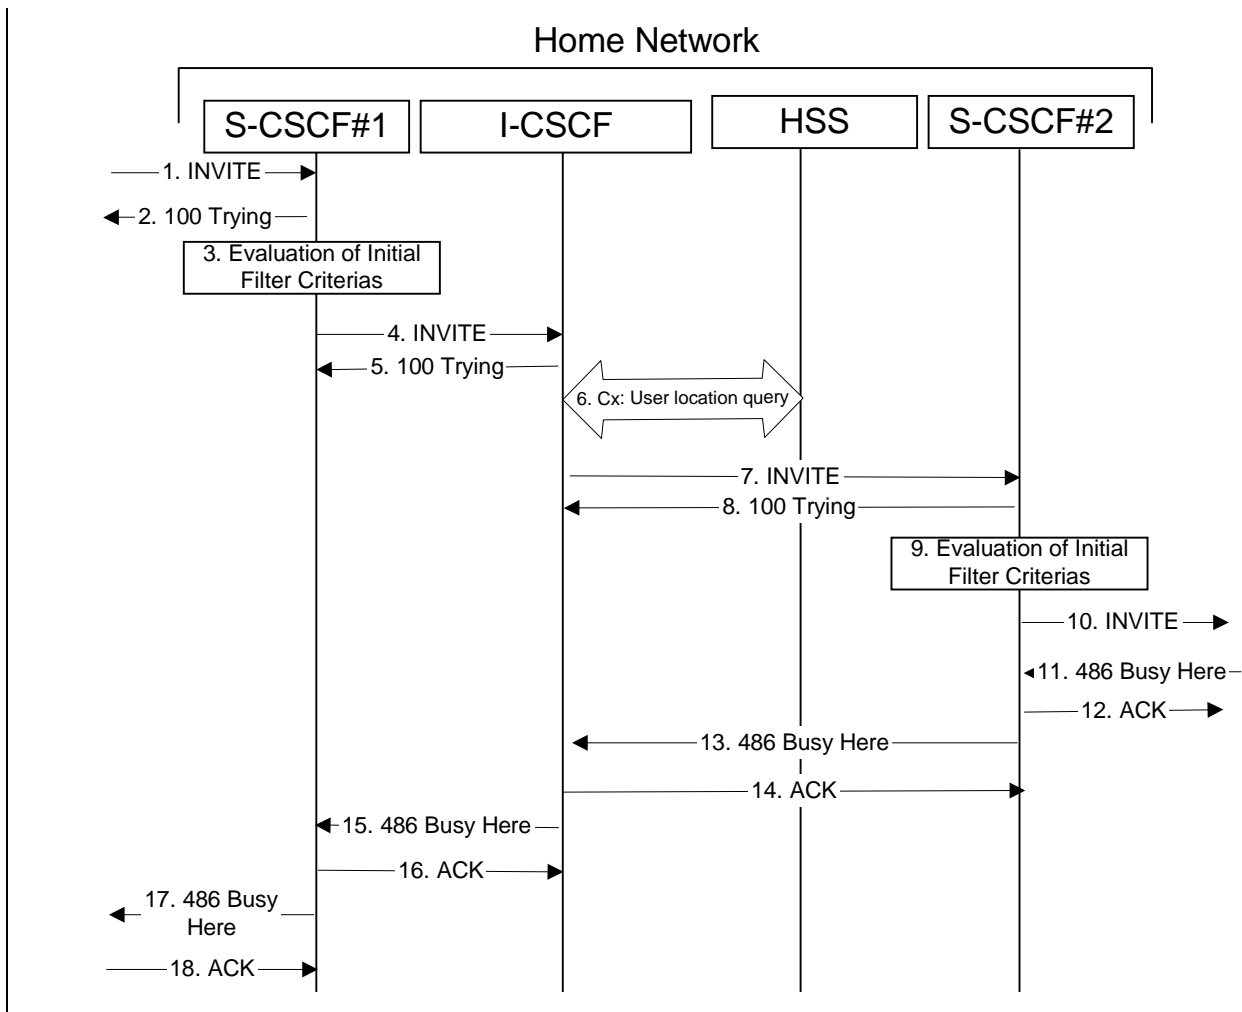 Home Network
S-CSCF#1
I-CSCF
HSS
S-CSCF#2
1. INVITE
2. 100 Trying
3. Evaluation of Initial
Filter Criterias
4. INVITE
5. 100 Trying
6. Cx: User location query
7. INVITE
8. 100 Trying
9. Evaluation of Initial
Filter Criterias
10. INVITE
11. 486 Busy Here
12. ACK
13. 486 Busy Here
14. ACK
15. 486 Busy Here
16. ACK
17. 486 Busy
Here
18. ACK